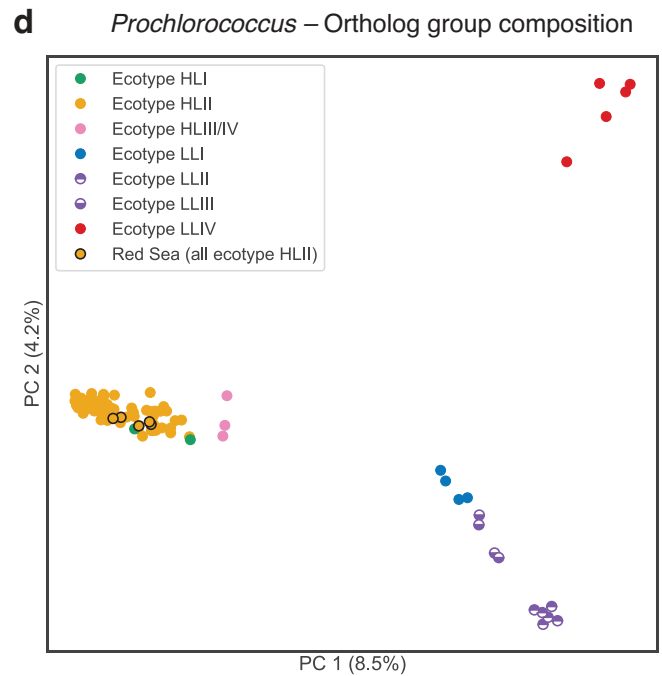 d
Prochlorococcus – Ortholog group composition
Ecotype HLI
Ecotype HLII
Ecotype HLIII/IV
Ecotype LLI
Ecotype LLII
Ecotype LLIII
Ecotype LLIV
Red Sea (all ecotype HLII)
PC 2 (4.2%)
PC 1 (8.5%)